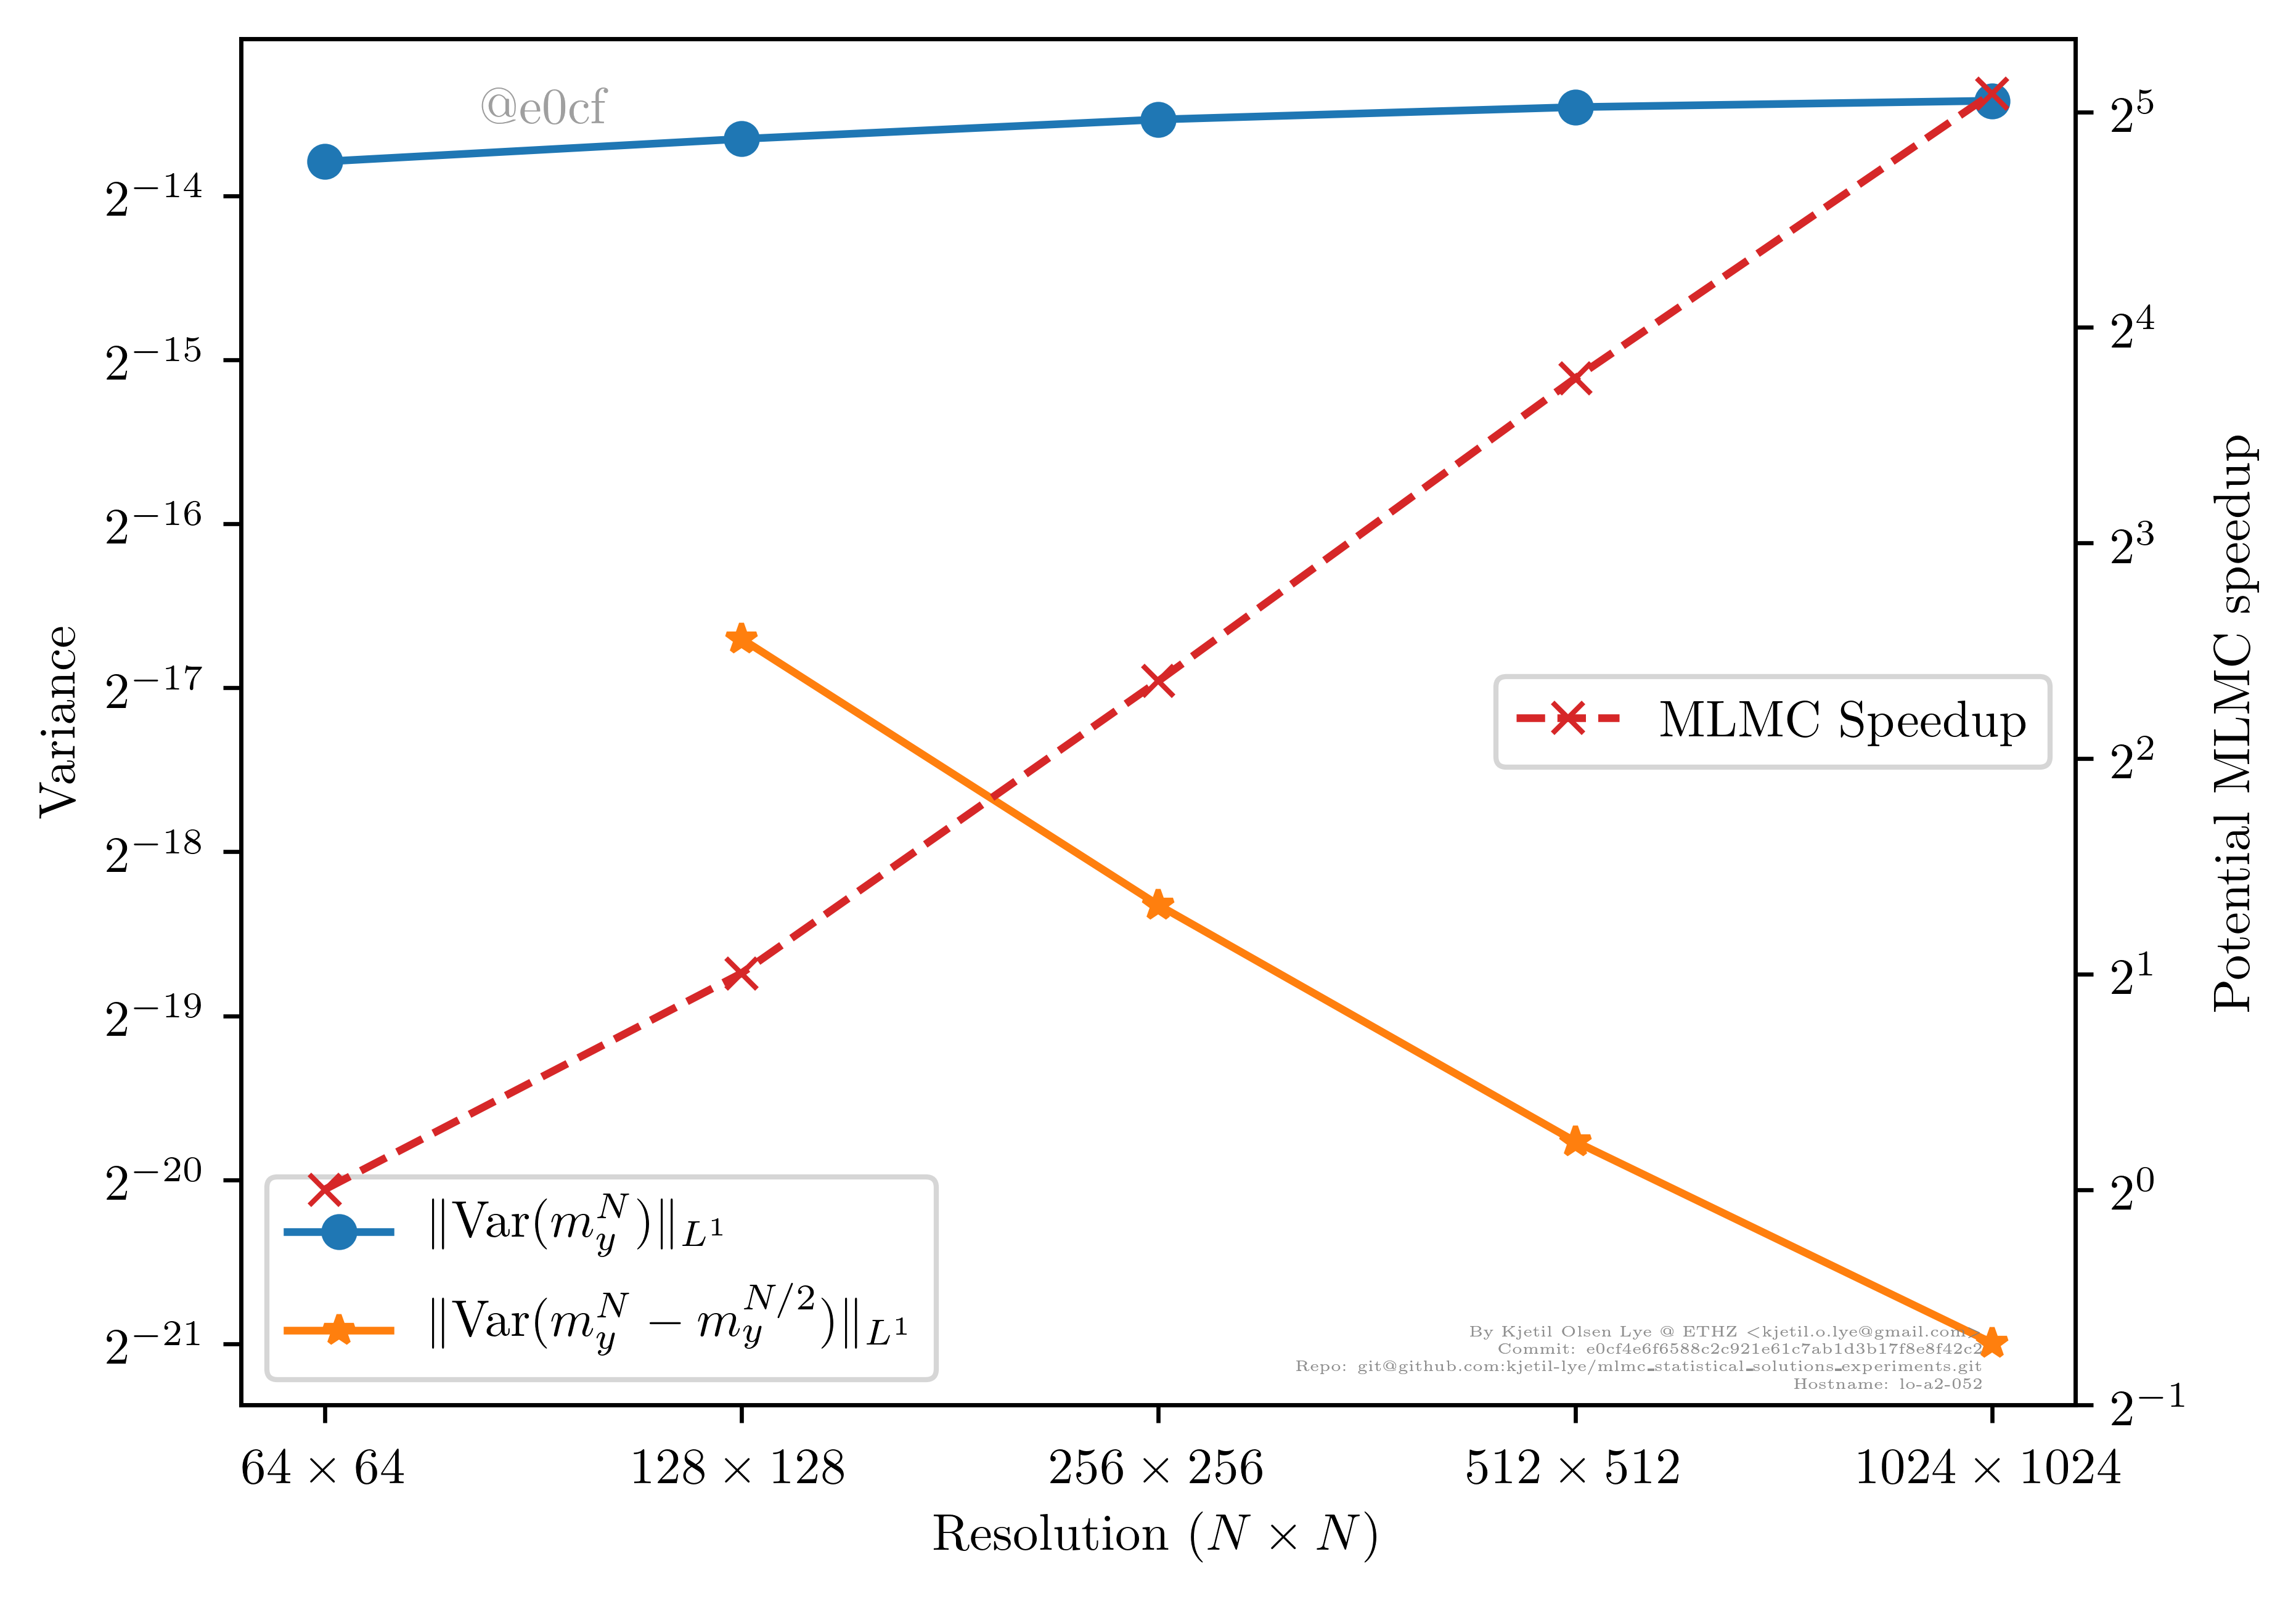 @e0cf
2^{-14}
2^{-15}
2^{-16}
2^{-17}
2^{-18}
2^{-19}
2^{-20}
2^{-21}
Variance
2^5
2^4
2^3
2^2
2^1
2^0
2^{-1}
Potential MLMC speedup
MLMC Speedup
‖Var(m_y^N)‖_{L^1}
‖Var(m_y^N − m_y^{N/2})‖_{L^1}
By Kjetil Olsen Lye @ ETHZ <kjetil.o.lye@gmail.com>
Commit: e0cf4e6f6588c2c921e61c7ab1d3b17f8e8f42c2
Repo: git@github.com:kjetil-lye/mlmc_statistical_solutions_experiments.git
Hostname: lo-a2-052
64 × 64
128 × 128
256 × 256
512 × 512
1024 × 1024
Resolution (N × N)